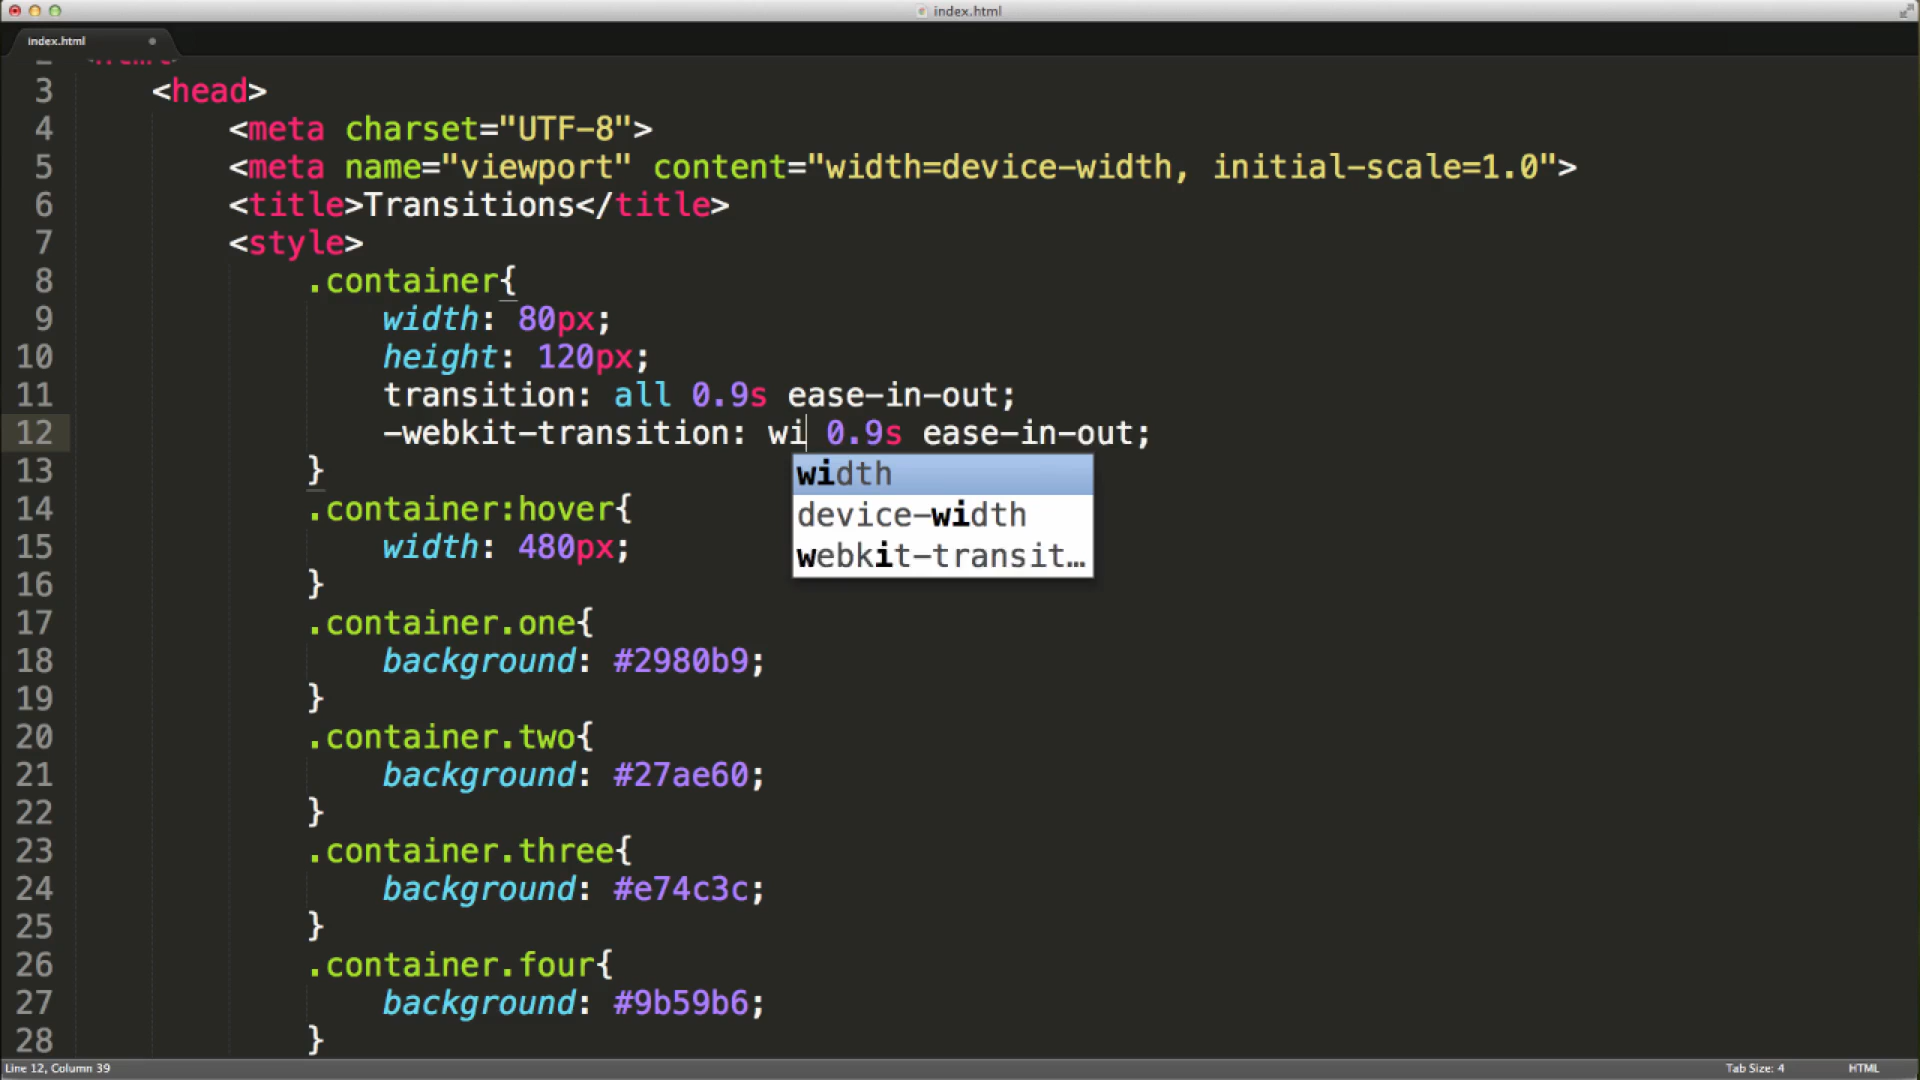 index.html
index.html
2 <html>
3 <head>
4 <meta charset="UTF-8">
5 <meta name="viewport" content="width=device-width, initial-scale=1.0">
6 <title>Transitions</title>
7 <style>
8 .container{
9 width: 80px;
10 height: 120px;
11 transition: all 0.9s ease-in-out;
12 -webkit-transition: wi 0.9s ease-in-out;
width
13 }
14 .container:hover{
device-width
15 width: 480px;
webkit-transit…
16 }
17 .container.one{
18 background: #2980b9;
19 }
20 .container.two{
21 background: #27ae60;
22 }
23 .container.three{
24 background: #e74c3c;
25 }
26 .container.four{
27 background: #9b59b6;
28 }
Line 12, Column 39
Tab Size: 4
HTML